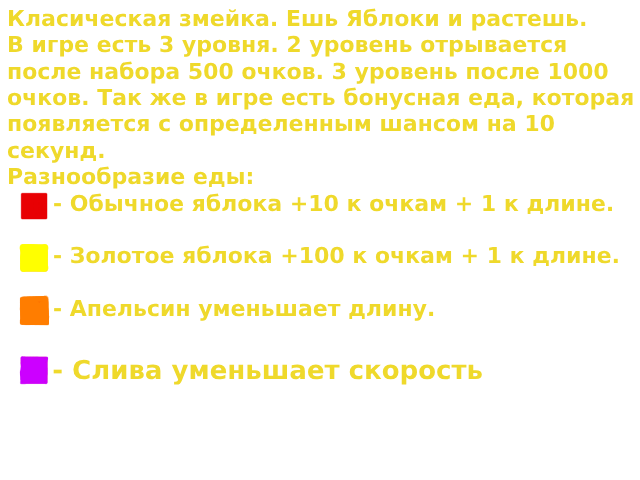 Класическая змейка. Ешь Яблоки и растешь.
В игре есть 3 уровня. 2 уровень отрывается
после набора 500 очков. 3 уровень после 1000
очков. Так же в игре есть бонусная еда, которая
появляется с определенным шансом на 10
секунд.
Разнообразие еды:
- Обычное яблока +10 к очкам + 1 к длине.
- Золотое яблока +100 к очкам + 1 к длине.
- Апельсин уменьшает длину.
- Слива уменьшает скорость